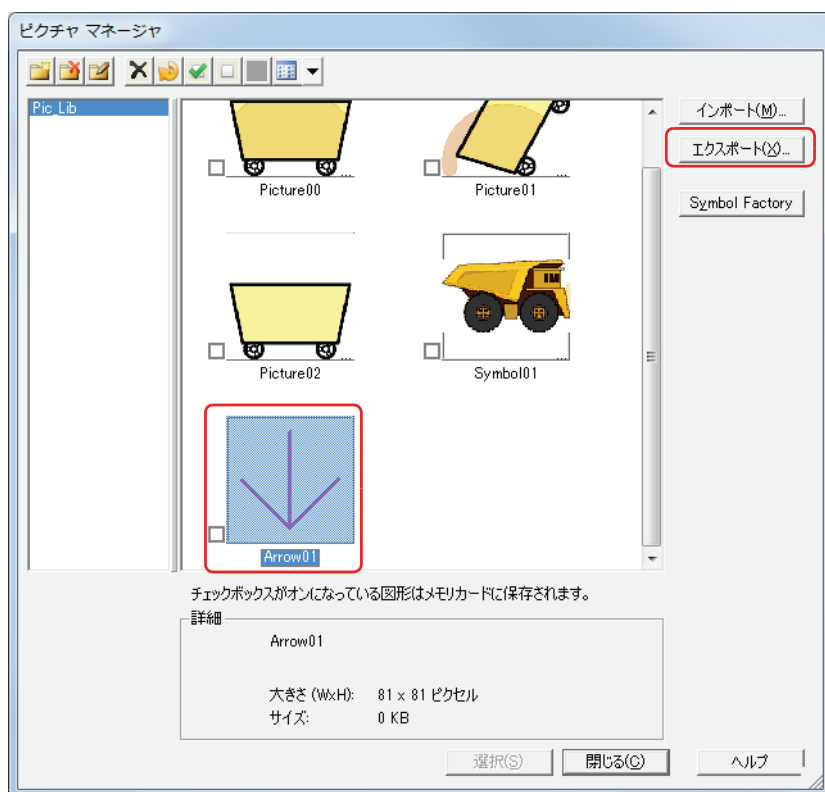 ピクチャ マネージャ
Pic_Lib
インポート(M)...
エクスポート(X)...
Symbol Factory
...
...
Picture00
Picture01
...
...
Picture02
Symbol01
Arrow01
チェックボックスがオンになっている図形はメモリカードに保存されます。
詳細
Arrow01
大きさ (WxH): 81 x 81 ピクセル
サイズ: 0 KB
選択(S)
閉じる(C)
ヘルプ